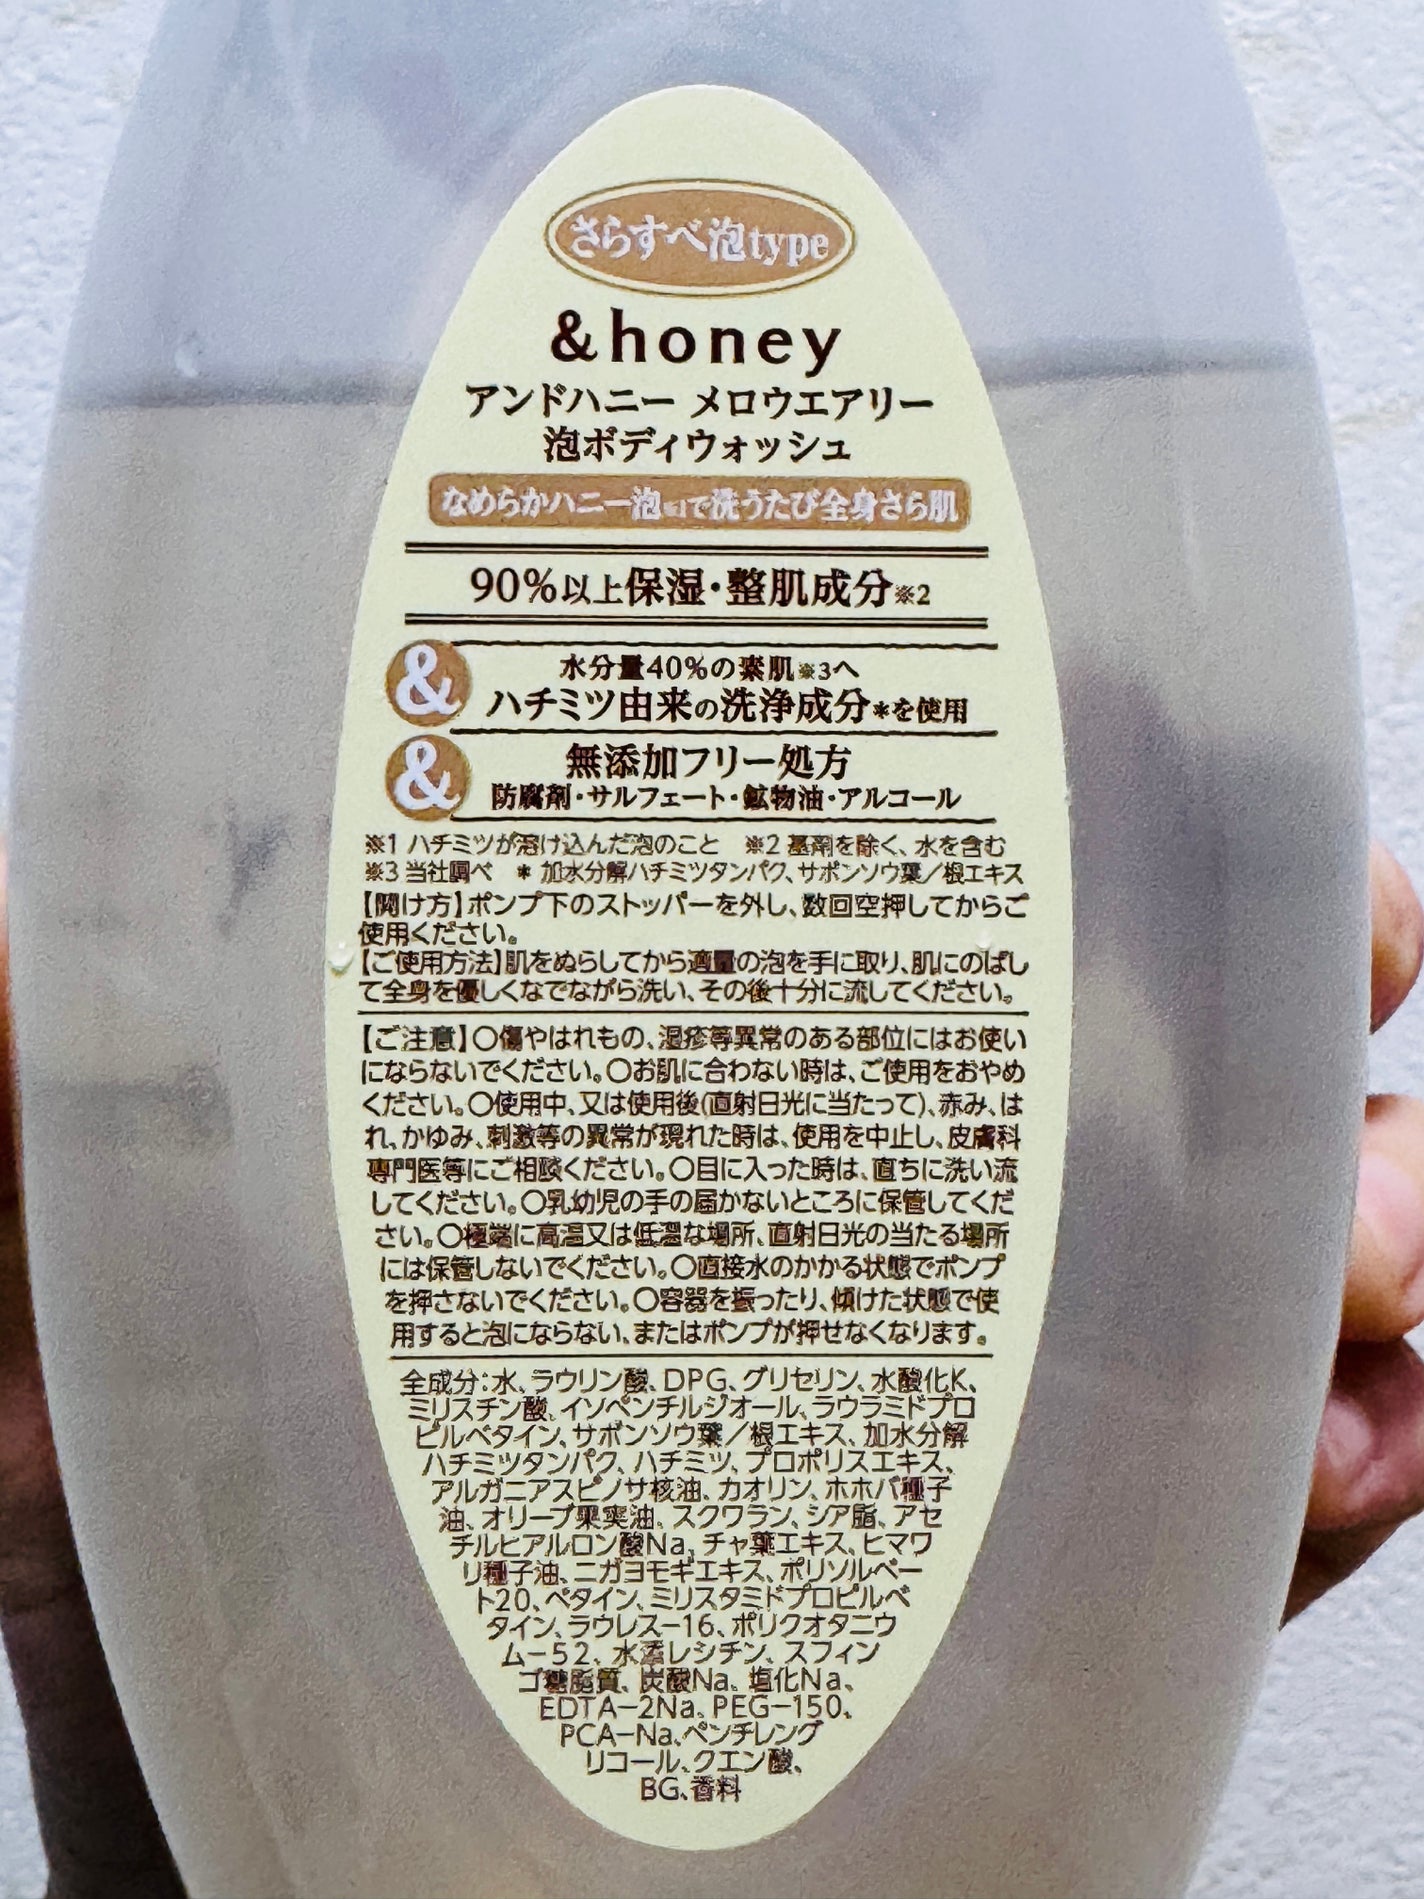 さらすべ泡type
&honey
アンドハニー メロウエアリー
泡ボディウォッシュ
なめらかハニー泡※1で洗うたび全身さら肌
90%以上保湿・整肌成分※2
& 水分量40%の素肌※3へ
ハチミツ由来の洗浄成分*を使用
& 無添加フリー処方
防腐剤・サルフェート・鉱物油・アルコール
※1 ハチミツが溶け込んだ泡のこと ※2 基剤を除く、水を含む
※3 当社調べ * 加水分解ハチミツタンパク、サボンソウ葉/根エキス
【開け方】ポンプ下のストッパーを外し、数回空押ししてからご
使用ください。
【ご使用方法】肌をぬらしてから適量の泡を手に取り、肌にのばし
て全身を優しくなでながら洗い、その後十分に流してください。
【ご注意】〇傷やはれもの、湿疹等異常のある部位にはお使い
にならないでください。〇お肌に合わない時は、ご使用をおやめ
ください。〇使用中、又は使用後(直射日光に当たって)、赤み、は
れ、かゆみ、刺激等の異常が現れた時は、使用を中止し、皮膚科
専門医等にご相談ください。〇目に入った時は、直ちに洗い流
してください。〇乳幼児の手の届かないところに保管してくだ
さい。〇極端に高温又は低温な場所、直射日光の当たる場所
には保管しないでください。〇直接水のかかる状態でポンプ
を押さないでください。〇容器を振ったり、傾けた状態で使
用すると泡にならない、またはポンプが押せなくなります。
全成分:水、ラウリン酸、DPG、グリセリン、水酸化K、
ミリスチン酸、イソペンチルジオール、ラウラミドプロ
ピルベタイン、サボンソウ葉/根エキス、加水分解
ハチミツタンパク、ハチミツ、プロポリスエキス、
アルガニアスピノサ核油、カオリン、ホホバ種子
油、オリーブ果実油、スクワラン、シア脂、アセ
チルヒアルロン酸Na、チャ葉エキス、ヒマワ
リ種子油、ニガヨモギエキス、ポリソルベー
ト20、ベタイン、ミリスタミドプロピルベ
タイン、ラウレス-16、ポリクオタニウ
ム-52、水添レシチン、スフィン
ゴ糖脂質、炭酸Na、塩化Na、
EDTA-2Na、PEG-150、
PCA-Na、ペンチレング
リコール、クエン酸、
BG、香料